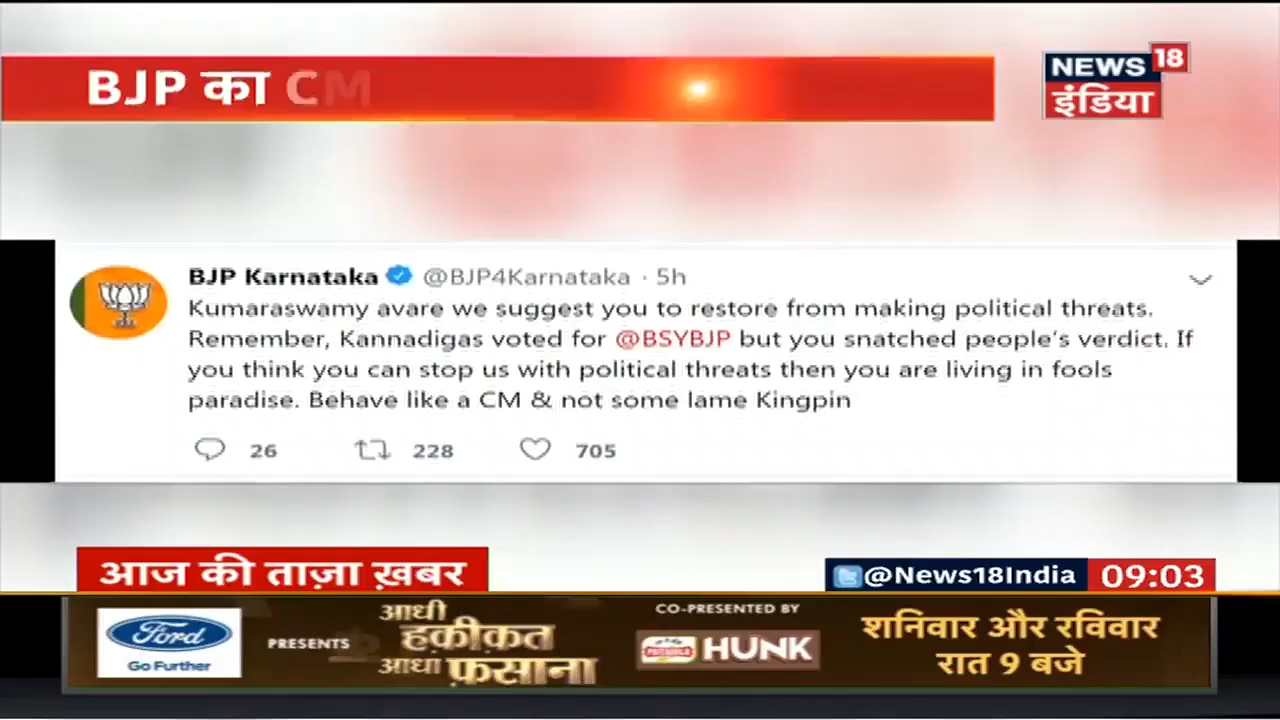 BJP का CM
NEWS 18
इंडिया
BJP Karnataka @BJP4Karnataka · 5h
Kumaraswamy avare we suggest you to restore from making political threats.
Remember, Kannadigas voted for @BSYBJP but you snatched people's verdict. If
you think you can stop us with political threats then you are living in fools
paradise. Behave like a CM & not some lame Kingpin
26 228 705
आज की ताज़ा ख़बर
@News18India 09:03
Ford
Go Further
PRESENTS
आधी
हक़ीक़त
आधा फ़साना
CO-PRESENTED BY
HUNK
शनिवार और रविवार
रात 9 बजे